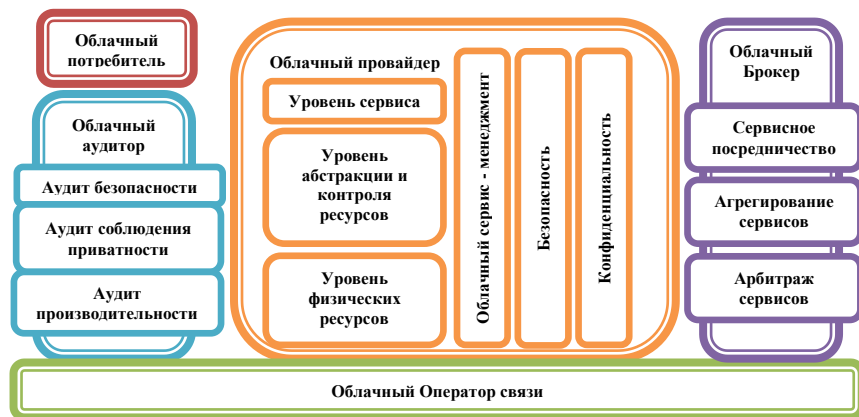 Облачный
потребитель
Облачный
аудитор
Аудит безопасности
Аудит соблюдения
приватности
Аудит
производительности
Облачный провайдер
Уровень сервиса
Уровень
абстракции и
контроля
ресурсов
Уровень
физических
ресурсов
Облачный сервис - менеджмент
Безопасность
Конфиденциальность
Облачный
Брокер
Сервисное
посредничество
Агрегирование
сервисов
Арбитраж
сервисов
Облачный Оператор связи